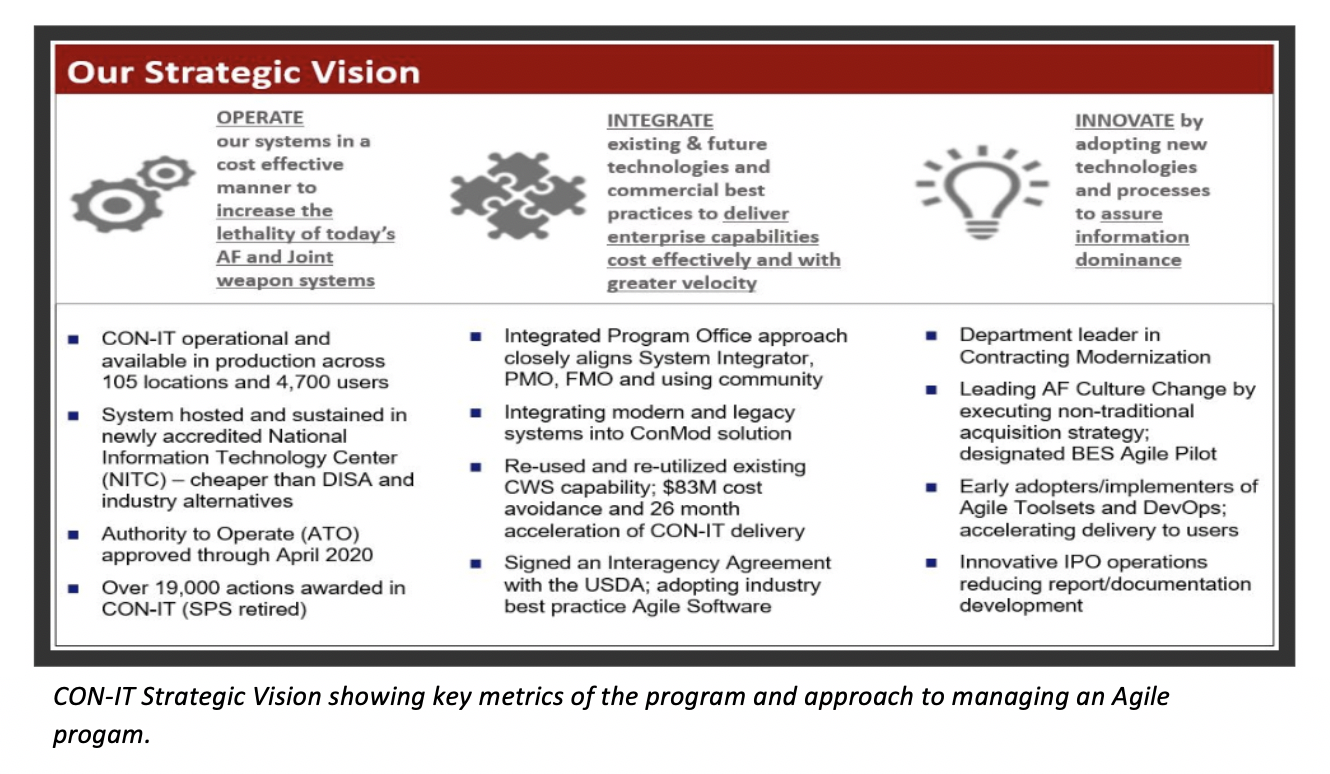 Our Strategic Vision
OPERATE
our systems in a
cost effective
manner to
increase the
lethality of today's
AF and Joint
weapon systems
INTEGRATE
existing & future
technologies and
commercial best
practices to deliver
enterprise capabilities
cost effectively and with
greater velocity
INNOVATE by
adopting new
technologies
and processes
to assure
information
dominance
■ CON-IT operational and
available in production across
105 locations and 4,700 users
■ System hosted and sustained in
newly accredited National
Information Technology Center
(NITC) – cheaper than DISA and
industry alternatives
■ Authority to Operate (ATO)
approved through April 2020
■ Over 19,000 actions awarded in
CON-IT (SPS retired)
■ Integrated Program Office approach
closely aligns System Integrator,
PMO, FMO and using community
■ Integrating modern and legacy
systems into ConMod solution
■ Re-used and re-utilized existing
CWS capability; $83M cost
avoidance and 26 month
acceleration of CON-IT delivery
■ Signed an Interagency Agreement
with the USDA; adopting industry
best practice Agile Software
■ Department leader in
Contracting Modernization
■ Leading AF Culture Change by
executing non-traditional
acquisition strategy;
designated BES Agile Pilot
■ Early adopters/implementers of
Agile Toolsets and DevOps;
accelerating delivery to users
■ Innovative IPO operations
reducing report/documentation
development
CON-IT Strategic Vision showing key metrics of the program and approach to managing an Agile
progam.